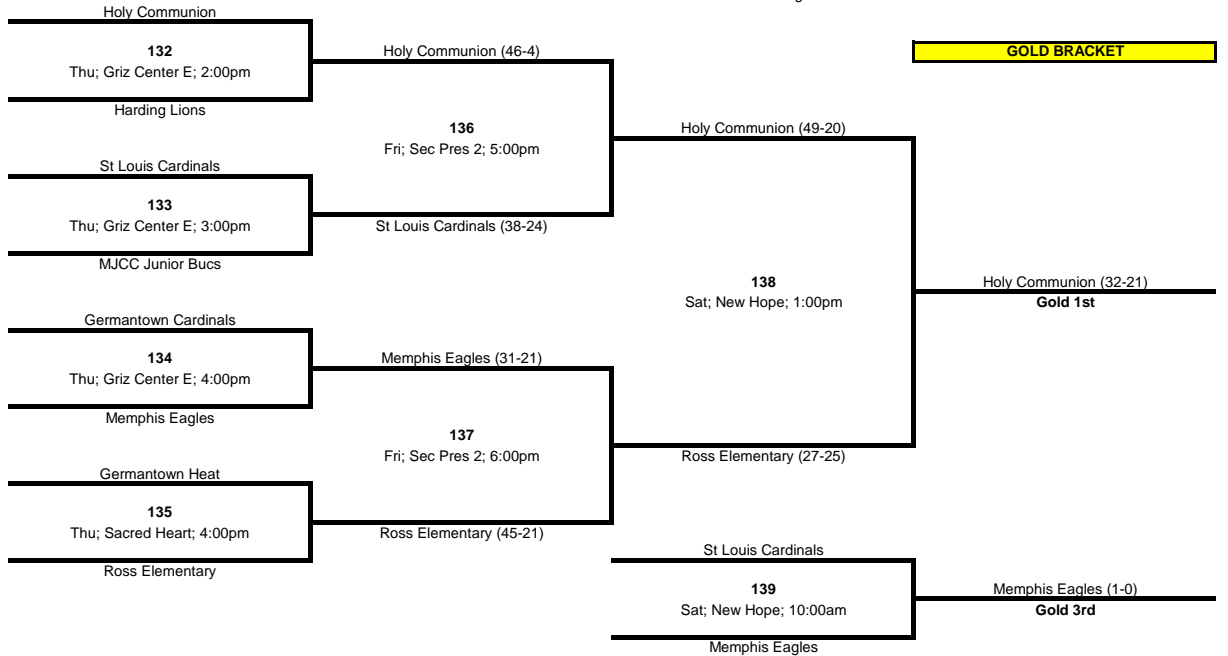 Holy Communion
132
Thu; Griz Center E; 2:00pm
Harding Lions
St Louis Cardinals
133
Thu; Griz Center E; 3:00pm
MJCC Junior Bucs
Germantown Cardinals
134
Thu; Griz Center E; 4:00pm
Memphis Eagles
Germantown Heat
135
Thu; Sacred Heart; 4:00pm
Ross Elementary
Holy Communion (46-4)
136
Fri; Sec Pres 2; 5:00pm
St Louis Cardinals (38-24)
Memphis Eagles (31-21)
137
Fri; Sec Pres 2; 6:00pm
Ross Elementary (45-21)
Holy Communion (49-20)
138
Sat; New Hope; 1:00pm
Ross Elementary (27-25)
St Louis Cardinals
139
Sat; New Hope; 10:00am
Memphis Eagles
GOLD BRACKET
Holy Communion (32-21)
Gold 1st
Memphis Eagles (1-0)
Gold 3rd